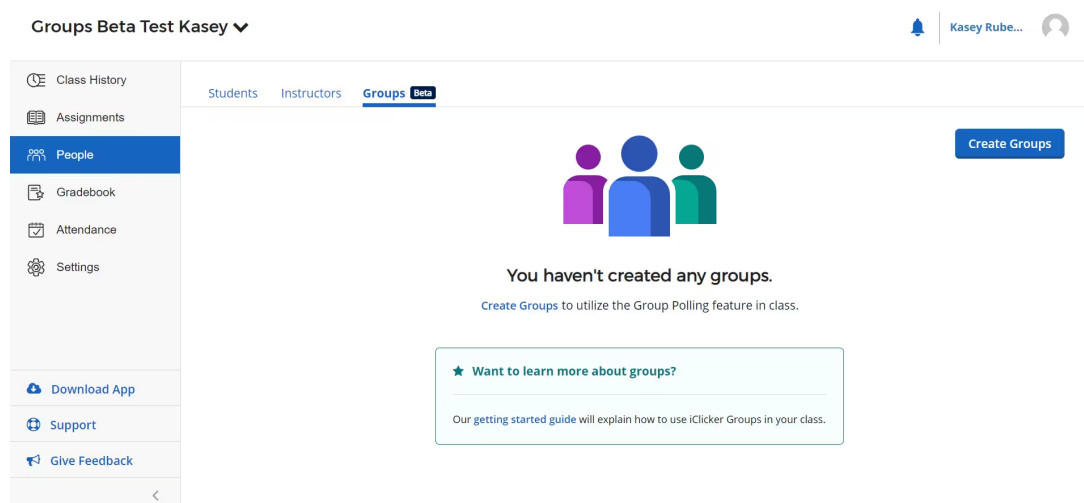 Groups Beta Test Kasey
Kasey Rube...
Class History
Assignments
People
Gradebook
Attendance
Settings
Download App
Support
Give Feedback
Students Instructors Groups Beta
Create Groups
You haven't created any groups.
Create Groups to utilize the Group Polling feature in class.
Want to learn more about groups?
Our getting started guide will explain how to use iClicker Groups in your class.